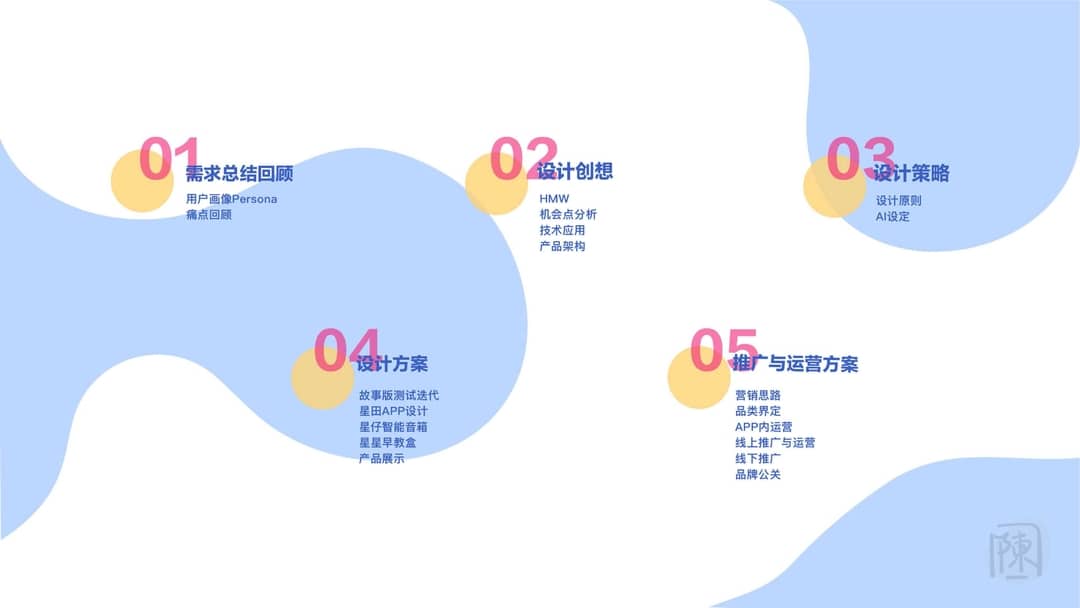 01
需求总结回顾
用户画像Persona
痛点回顾
02
设计创想
HMW
机会点分析
技术应用
产品架构
03
设计策略
设计原则
AI设定
04
设计方案
故事版测试迭代
星田APP设计
星仔智能音箱
星星早教盒
产品展示
05
推广与运营方案
营销思路
品类界定
APP内运营
线上推广与运营
线下推广
品牌公关
陳